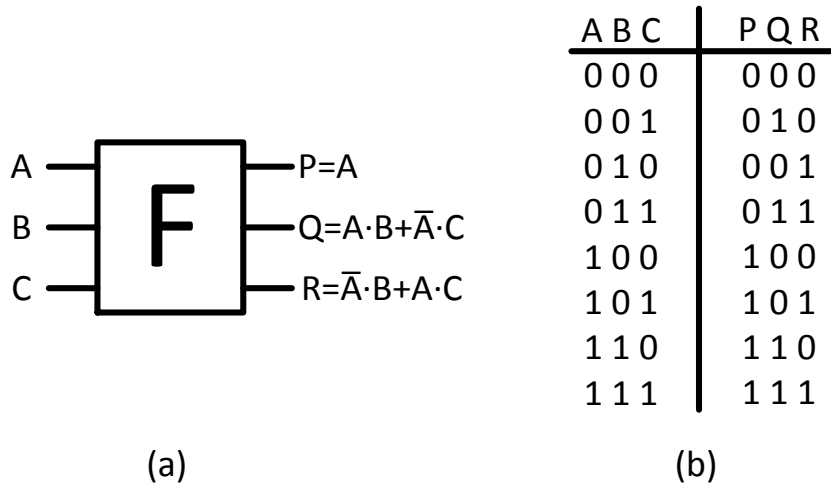 A
B
C
F
P=A
Q=A·B+A̅·C
R=A̅·B+A·C
(a)
A B C P Q R
0 0 0 0 0 0
0 0 1 0 1 0
0 1 0 0 0 1
0 1 1 0 1 1
1 0 0 1 0 0
1 0 1 1 0 1
1 1 0 1 1 0
1 1 1 1 1 1
(b)